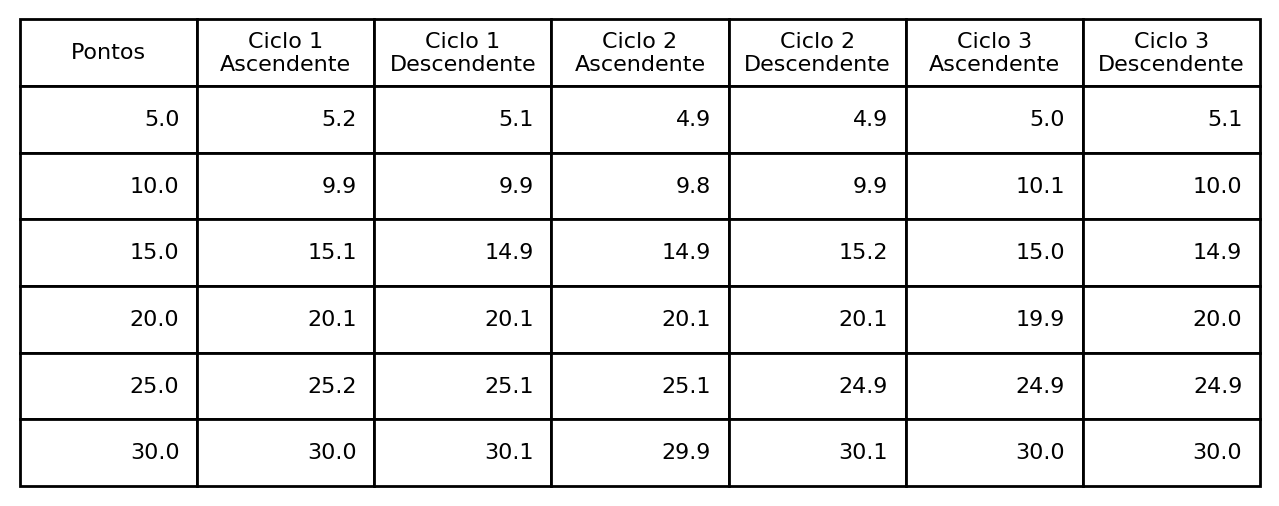 Pontos Ciclo 1 Ascendente Ciclo 1 Descendente Ciclo 2 Ascendente Ciclo 2 Descendente Ciclo 3 Ascendente Ciclo 3 Descendente
5.0 5.2 5.1 4.9 4.9 5.0 5.1
10.0 9.9 9.9 9.8 9.9 10.1 10.0
15.0 15.1 14.9 14.9 15.2 15.0 14.9
20.0 20.1 20.1 20.1 20.1 19.9 20.0
25.0 25.2 25.1 25.1 24.9 24.9 24.9
30.0 30.0 30.1 29.9 30.1 30.0 30.0